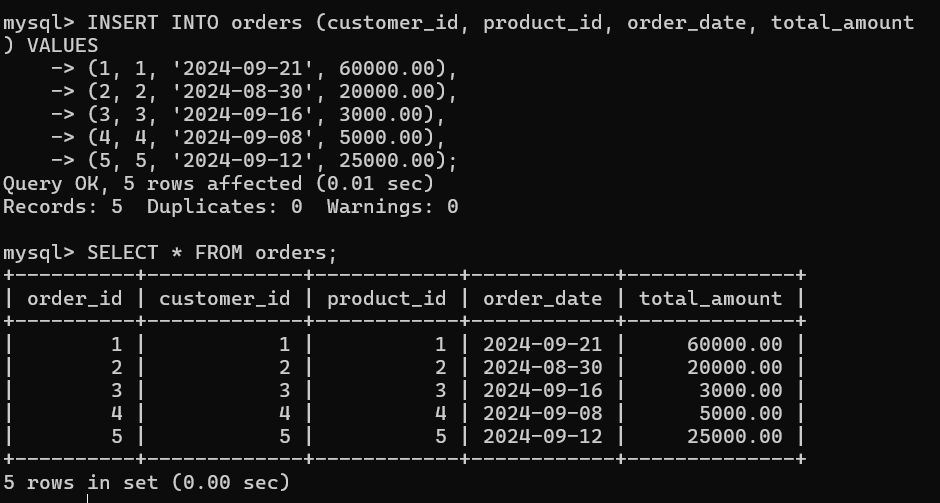 mysql> INSERT INTO orders (customer_id, product_id, order_date, total_amount
) VALUES
    -> (1, 1, '2024-09-21', 60000.00),
    -> (2, 2, '2024-08-30', 20000.00),
    -> (3, 3, '2024-09-16', 3000.00),
    -> (4, 4, '2024-09-08', 5000.00),
    -> (5, 5, '2024-09-12', 25000.00);
Query OK, 5 rows affected (0.01 sec)
Records: 5  Duplicates: 0  Warnings: 0

mysql> SELECT * FROM orders;
+----------+-------------+------------+------------+--------------+
| order_id | customer_id | product_id | order_date | total_amount |
+----------+-------------+------------+------------+--------------+
|        1 |           1 |          1 | 2024-09-21 |     60000.00 |
|        2 |           2 |          2 | 2024-08-30 |     20000.00 |
|        3 |           3 |          3 | 2024-09-16 |      3000.00 |
|        4 |           4 |          4 | 2024-09-08 |      5000.00 |
|        5 |           5 |          5 | 2024-09-12 |     25000.00 |
+----------+-------------+------------+------------+--------------+
5 rows in set (0.00 sec)